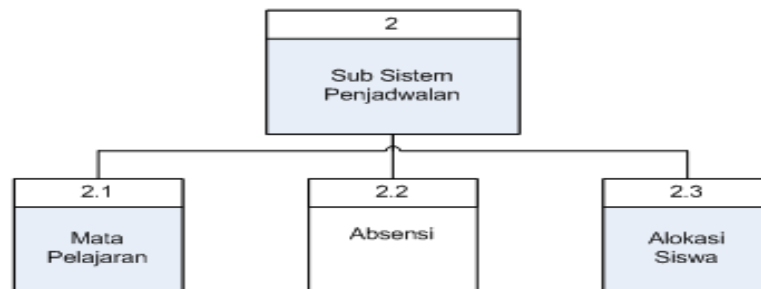 2
Sub Sistem
Penjadwalan
2.1
Mata
Pelajaran
2.2
Absensi
2.3
Alokasi
Siswa